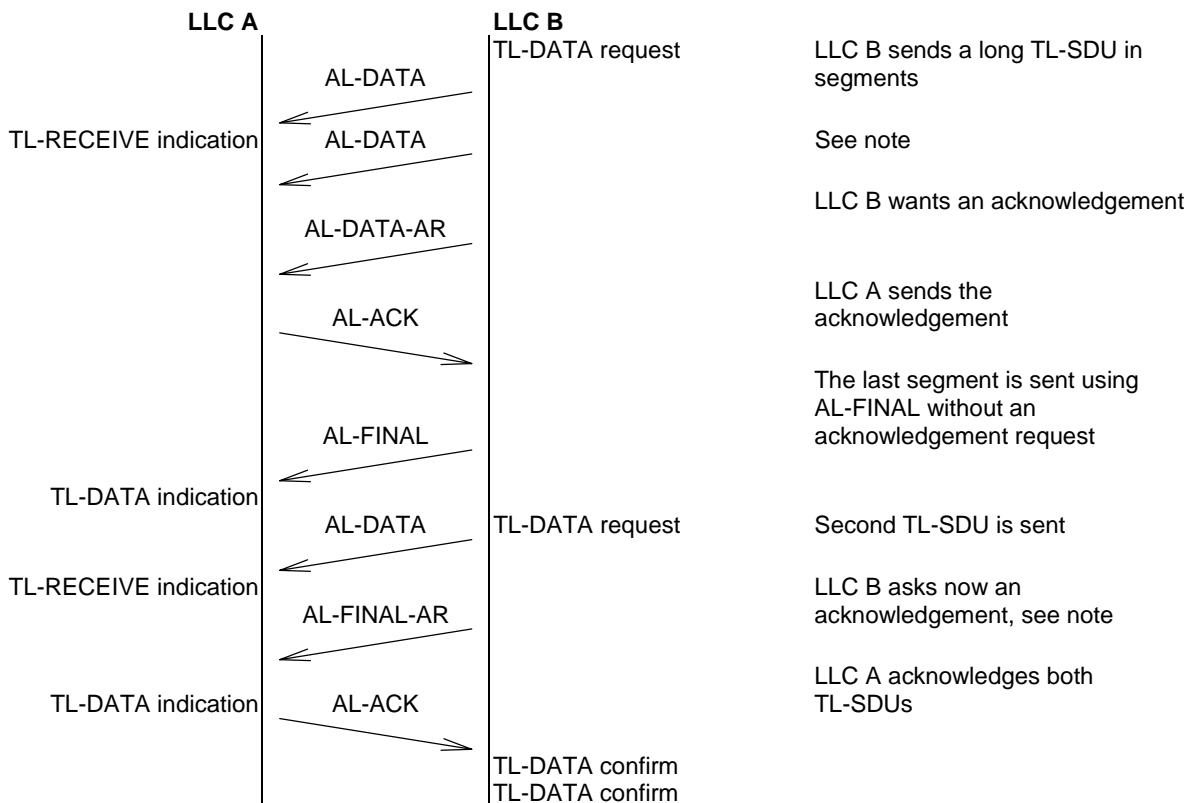 LLC A
LLC B
TL-DATA request
LLC B sends a long TL-SDU in
segments
AL-DATA
TL-RECEIVE indication
AL-DATA
See note
LLC B wants an acknowledgement
AL-DATA-AR
LLC A sends the
acknowledgement
AL-ACK
The last segment is sent using
AL-FINAL without an
acknowledgement request
AL-FINAL
TL-DATA indication
AL-DATA
TL-DATA request
Second TL-SDU is sent
TL-RECEIVE indication
LLC B asks now an
acknowledgement, see note
AL-FINAL-AR
LLC A acknowledges both
TL-SDUs
TL-DATA indication
AL-ACK
TL-DATA confirm
TL-DATA confirm